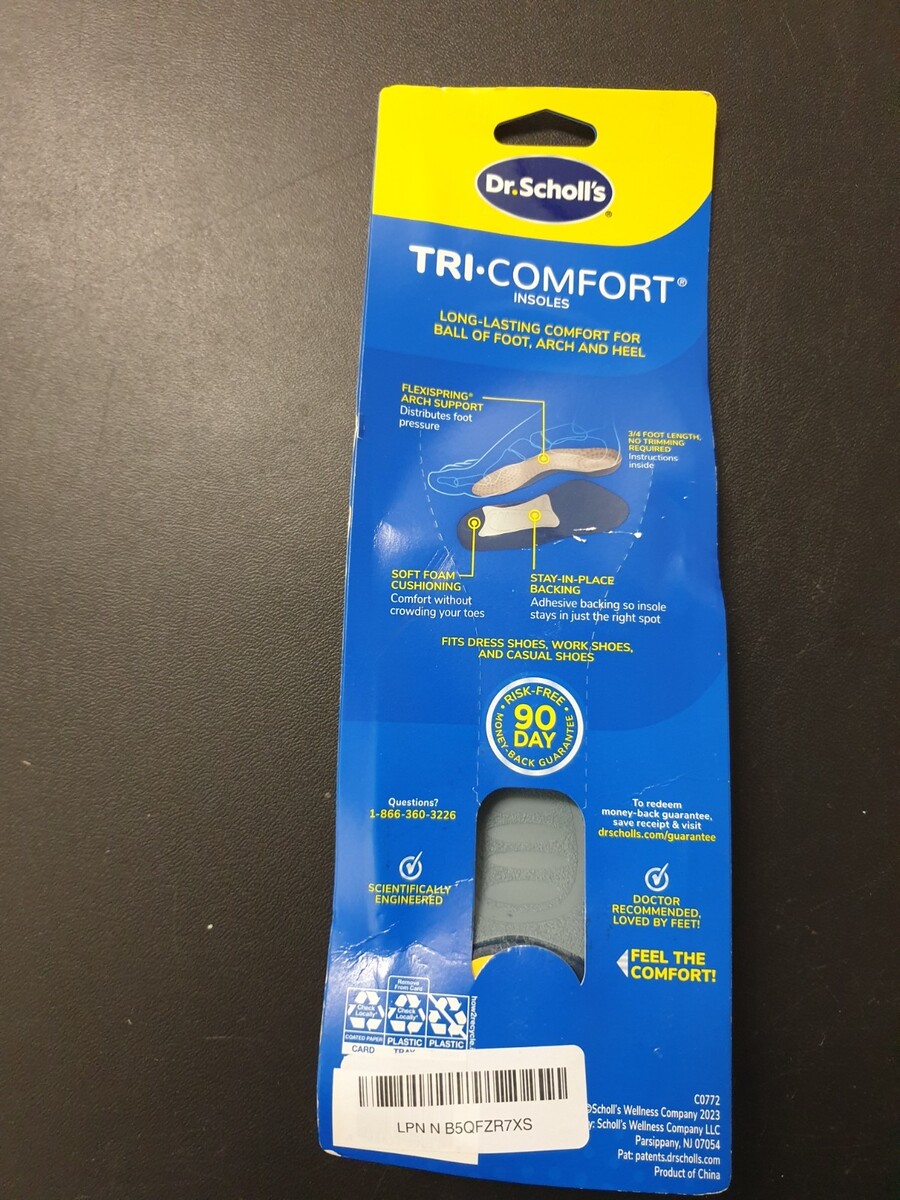 Dr.Scholl's®
TRI•COMFORT®
INSOLES
LONG-LASTING COMFORT FOR
BALL OF FOOT, ARCH AND HEEL
FLEXISPRING®
ARCH SUPPORT
Distributes foot
pressure
3/4 FOOT LENGTH,
NO TRIMMING
REQUIRED
Instructions
inside
SOFT FOAM
CUSHIONING
Comfort without
crowding your toes
STAY-IN-PLACE
BACKING
Adhesive backing so insole
stays in just the right spot
FITS DRESS SHOES, WORK SHOES,
AND CASUAL SHOES
• RISK-FREE •
90
DAY
MONEY-BACK GUARANTEE
Questions?
1-866-360-3226
SCIENTIFICALLY
ENGINEERED
To redeem
money-back guarantee,
save receipt & visit
drscholls.com/guarantee
DOCTOR
RECOMMENDED,
LOVED BY FEET!
FEEL THE
COMFORT!
Remove
From Card
Check
Locally*
Check
Locally*
COATED PAPER
PLASTIC
PLASTIC
CARD
TRAY
how2recycle.
LPN N B5QFZR7XS
C0772
©Scholl's Wellness Company 2023
y: Scholl's Wellness Company LLC
Parsippany, NJ 07054
Pat: patents.drscholls.com
Product of China